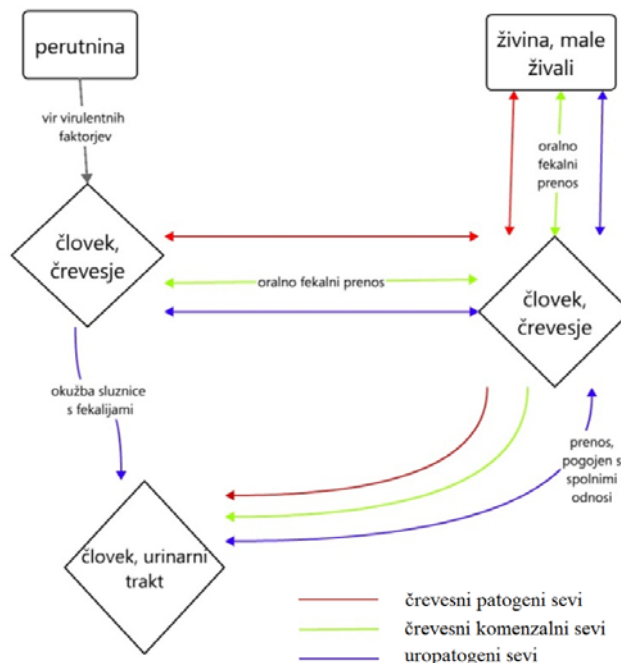 perutnina
živina, male
živali
vir virulentnih
faktorjev
oralno
fekalni
prenos
človek,
črevesje
oralno fekalni prenos
človek,
črevesje
okužba sluznice
s fekalijami
prenos,
pogojen s
spolnimi
odnosi
človek, urinarni
trakt
črevesni patogeni sevi
črevesni komenzalni sevi
uropatogeni sevi